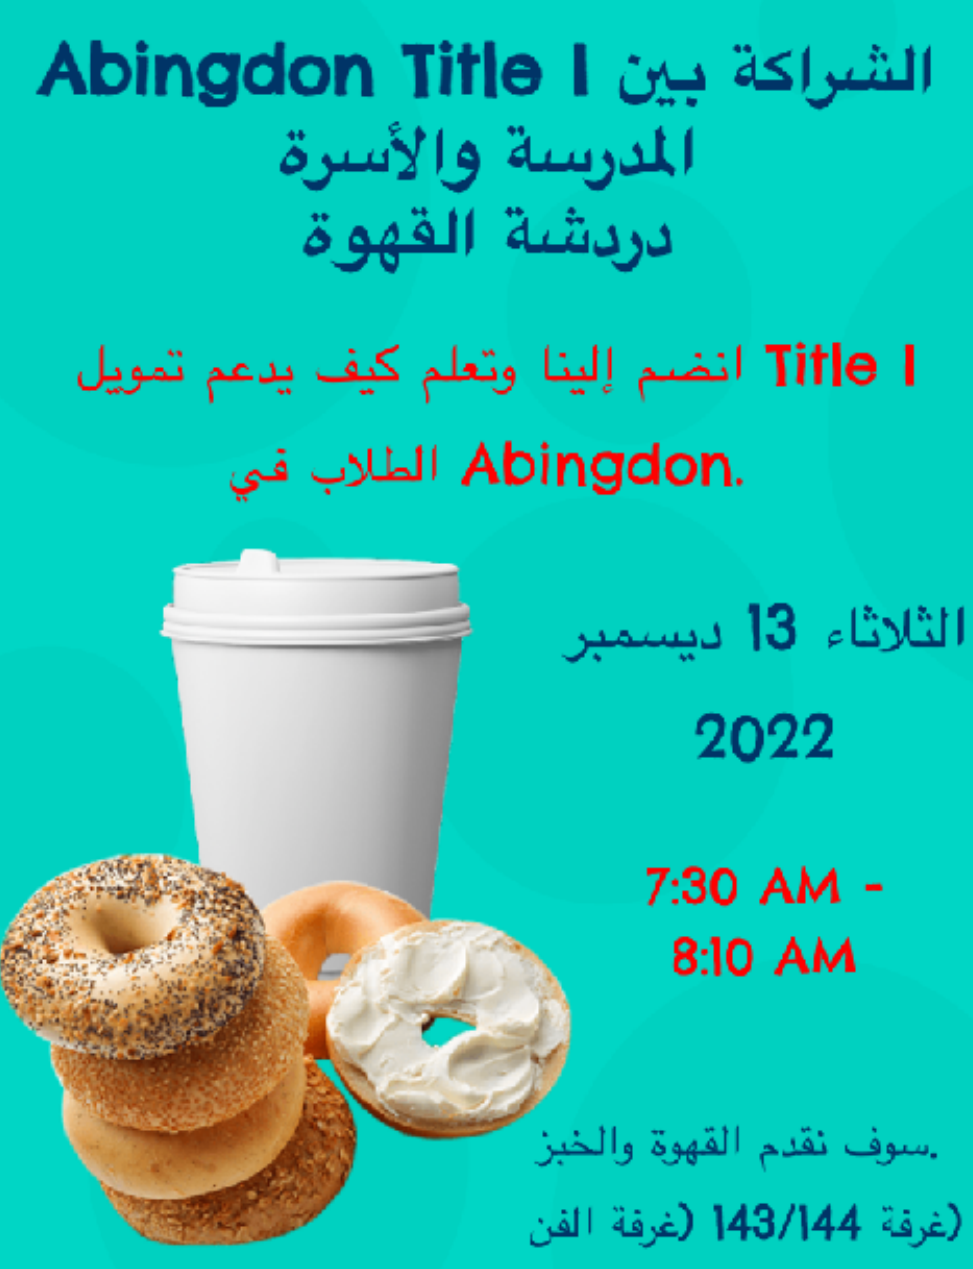 Abingdon Title I الشراكة بين
المدرسة والأسرة
دردشة القهوة
Title I انضم إلينا وتعلم كيف يدعم تمويل
.Abingdon الطلاب في
الثلاثاء 13 ديسمبر
2022
7:30 AM -
8:10 AM
سوف نقدم القهوة والخبز.
(غرفة 143/144 (غرفة الفن